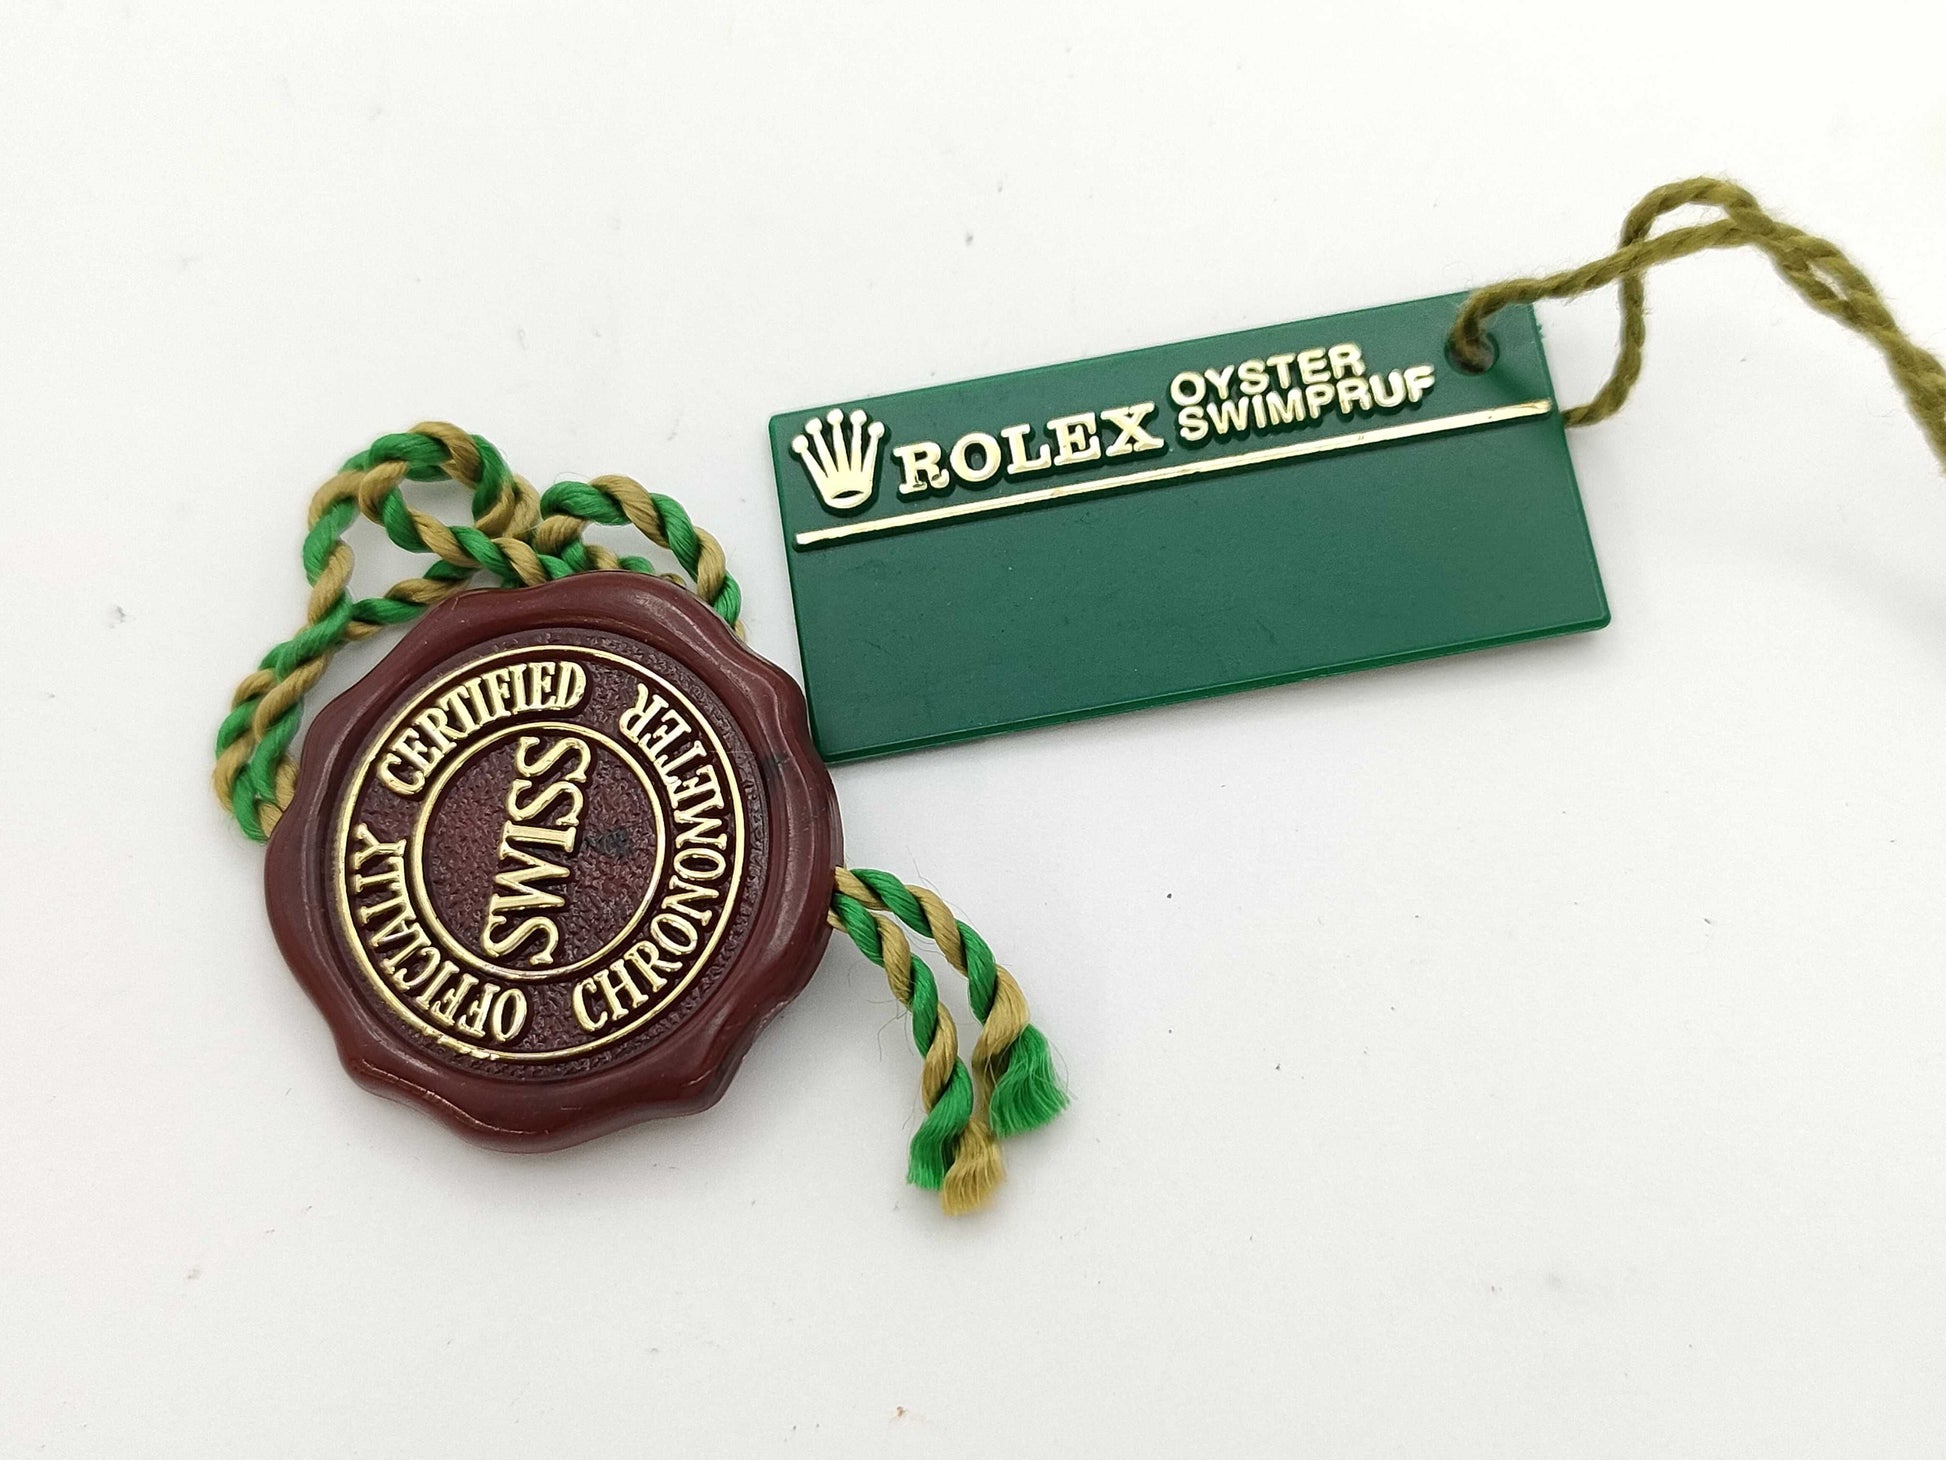 OFFICIALLY CERTIFIED
CHRONOMETER
SWISS
ROLEX
OYSTER
SWIMPRUF